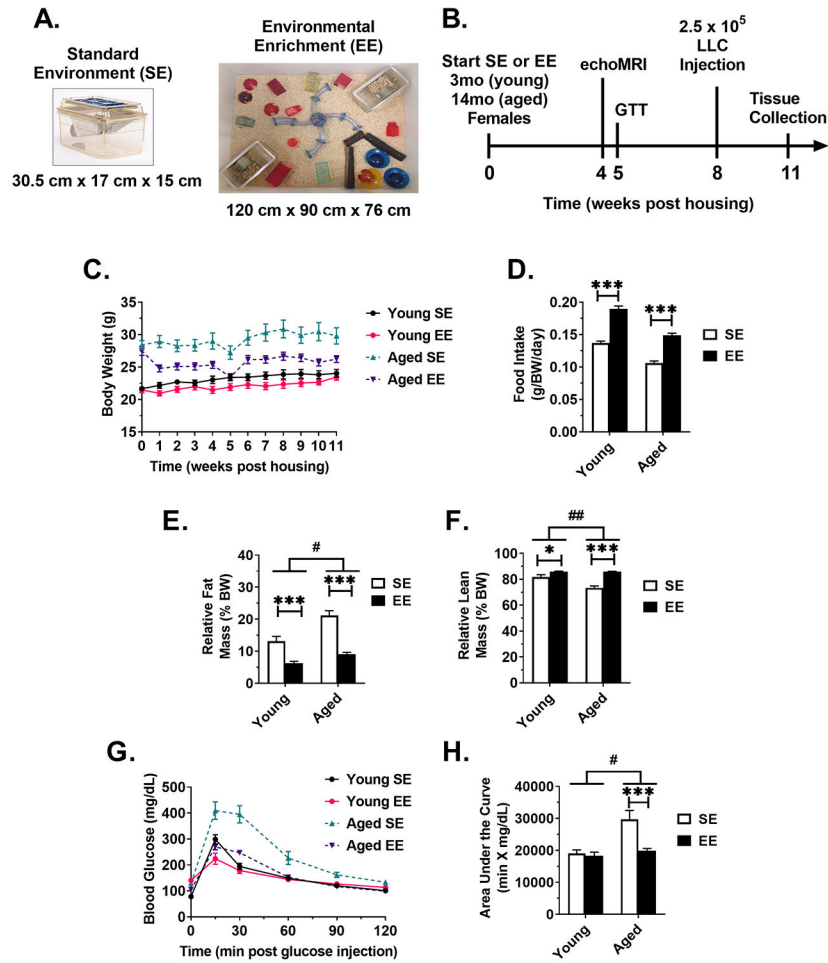 A.
Standard
Environment (SE)
30.5 cm x 17 cm x 15 cm
Environmental
Enrichment (EE)
120 cm x 90 cm x 76 cm
B.
Start SE or EE
3mo (young)
14mo (aged)
Females
echoMRI
GTT
2.5 x 10⁵
LLC
Injection
Tissue
Collection
0
4
5
8
11
Time (weeks post housing)
C.
Body Weight (g)
35
30
25
20
15
0 1 2 3 4 5 6 7 8 9 10 11
Time (weeks post housing)
Young SE
Young EE
Aged SE
Aged EE
D.
Food Intake
(g/BW/day)
0.20
0.15
0.10
0.05
0.00
***
***
Young
Aged
SE
EE
E.
Relative Fat
Mass (% BW)
40
30
20
10
0
#
***
***
Young
Aged
SE
EE
F.
Relative Lean
Mass (% BW)
100
80
60
40
20
0
##
*
***
Young
Aged
SE
EE
G.
Blood Glucose (mg/dL)
500
400
300
200
100
0
0 15 30 45 60 75 90 105 120
Time (min post glucose injection)
Young SE
Young EE
Aged SE
Aged EE
H.
Area Under the Curve
(min X mg/dL)
40000
30000
20000
10000
0
#
***
Young
Aged
SE
EE